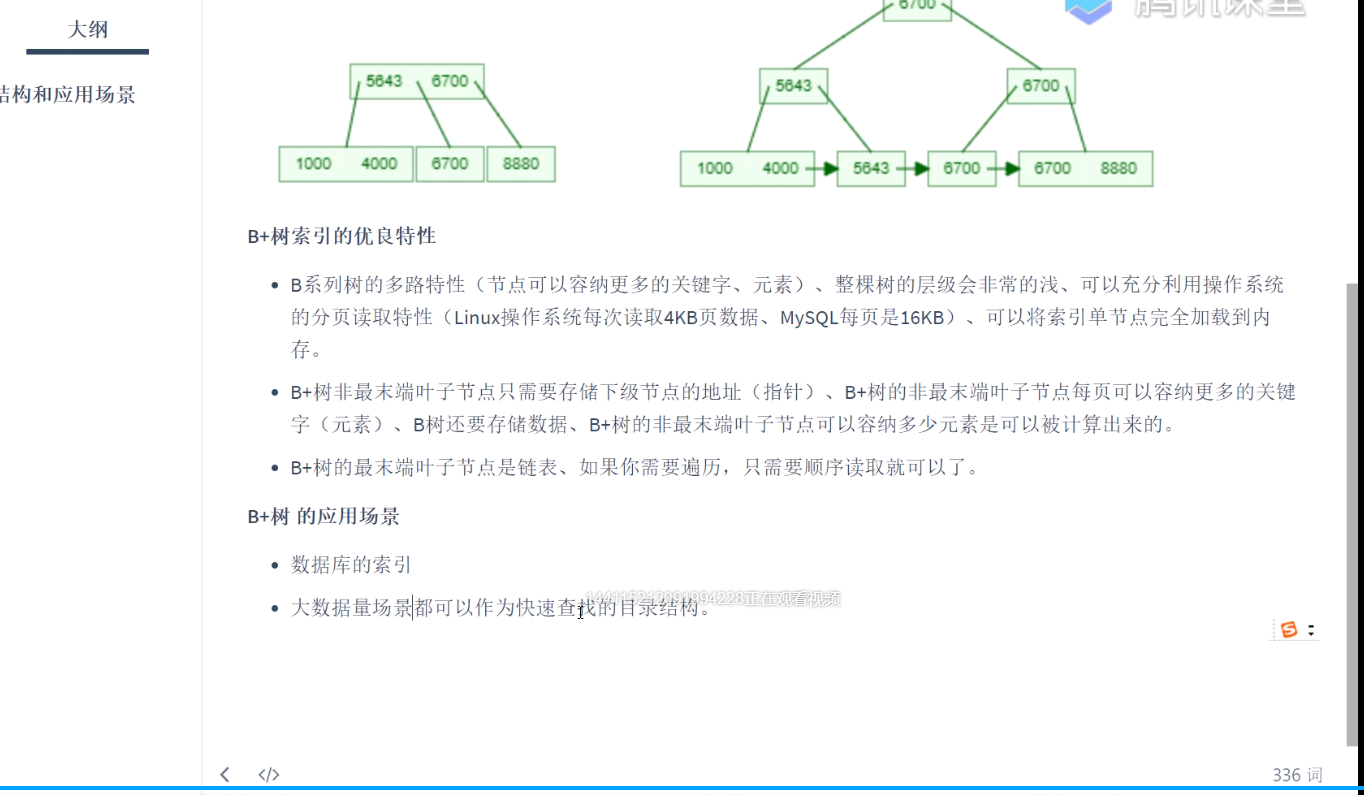 大纲
结构和应用场景
6700
腾讯课堂
5643 6700
1000 4000 6700 8880
5643 6700
1000 4000 5643 6700 6700 8880
B+树索引的优良特性
B系列树的多路特性（节点可以容纳更多的关键字、元素）、整棵树的层级会非常的浅、可以充分利用操作系统
的分页读取特性（Linux操作系统每次读取4KB页数据、MySQL每页是16KB）、可以将索引单节点完全加载到内
存。
B+树非最末端叶子节点只需要存储下级节点的地址（指针）、B+树的非最末端叶子节点每页可以容纳更多的关键
字（元素）、B树还要存储数据、B+树的非最末端叶子节点可以容纳多少元素是可以被计算出来的。
B+树的最末端叶子节点是链表、如果你需要遍历，只需要顺序读取就可以了。
B+树 的应用场景
数据库的索引
大数据量场景都可以作为快速查找的目录结构。
正在观看视频
336 词